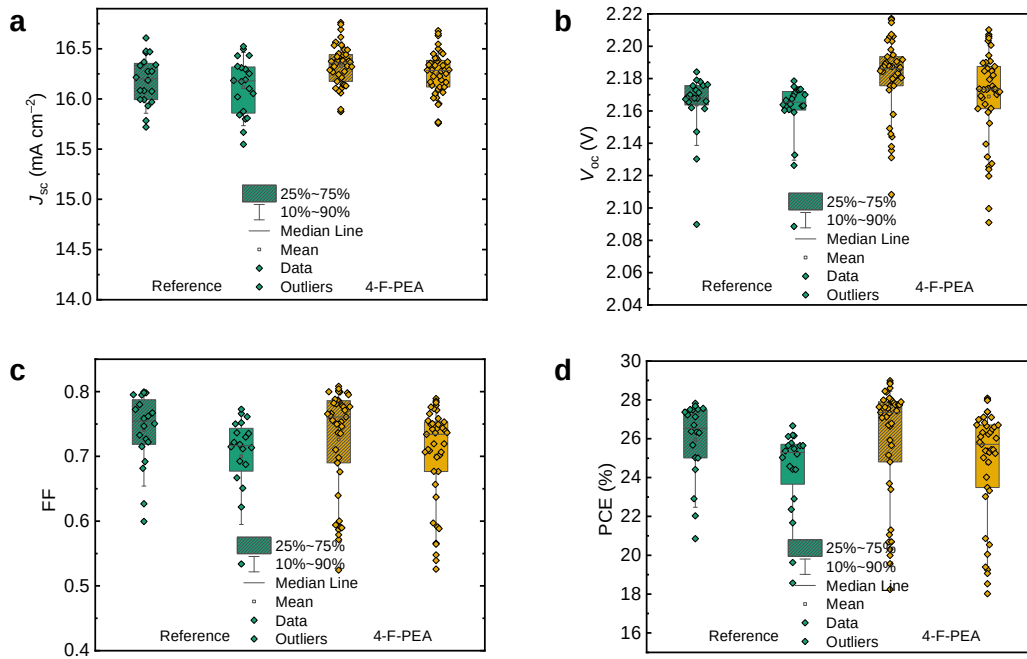 a
J_sc (mA cm⁻²)
16.5
16.0
15.5
15.0
14.5
14.0
25%~75%
10%~90%
Median Line
Mean
Data
Outliers
Reference
4-F-PEA
b
V_oc (V)
2.22
2.20
2.18
2.16
2.14
2.12
2.10
2.08
2.06
2.04
25%~75%
10%~90%
Median Line
Mean
Data
Outliers
Reference
4-F-PEA
c
FF
0.8
0.7
0.6
0.5
0.4
25%~75%
10%~90%
Median Line
Mean
Data
Outliers
Reference
4-F-PEA
d
PCE (%)
30
28
26
24
22
20
18
16
25%~75%
10%~90%
Median Line
Mean
Data
Outliers
Reference
4-F-PEA